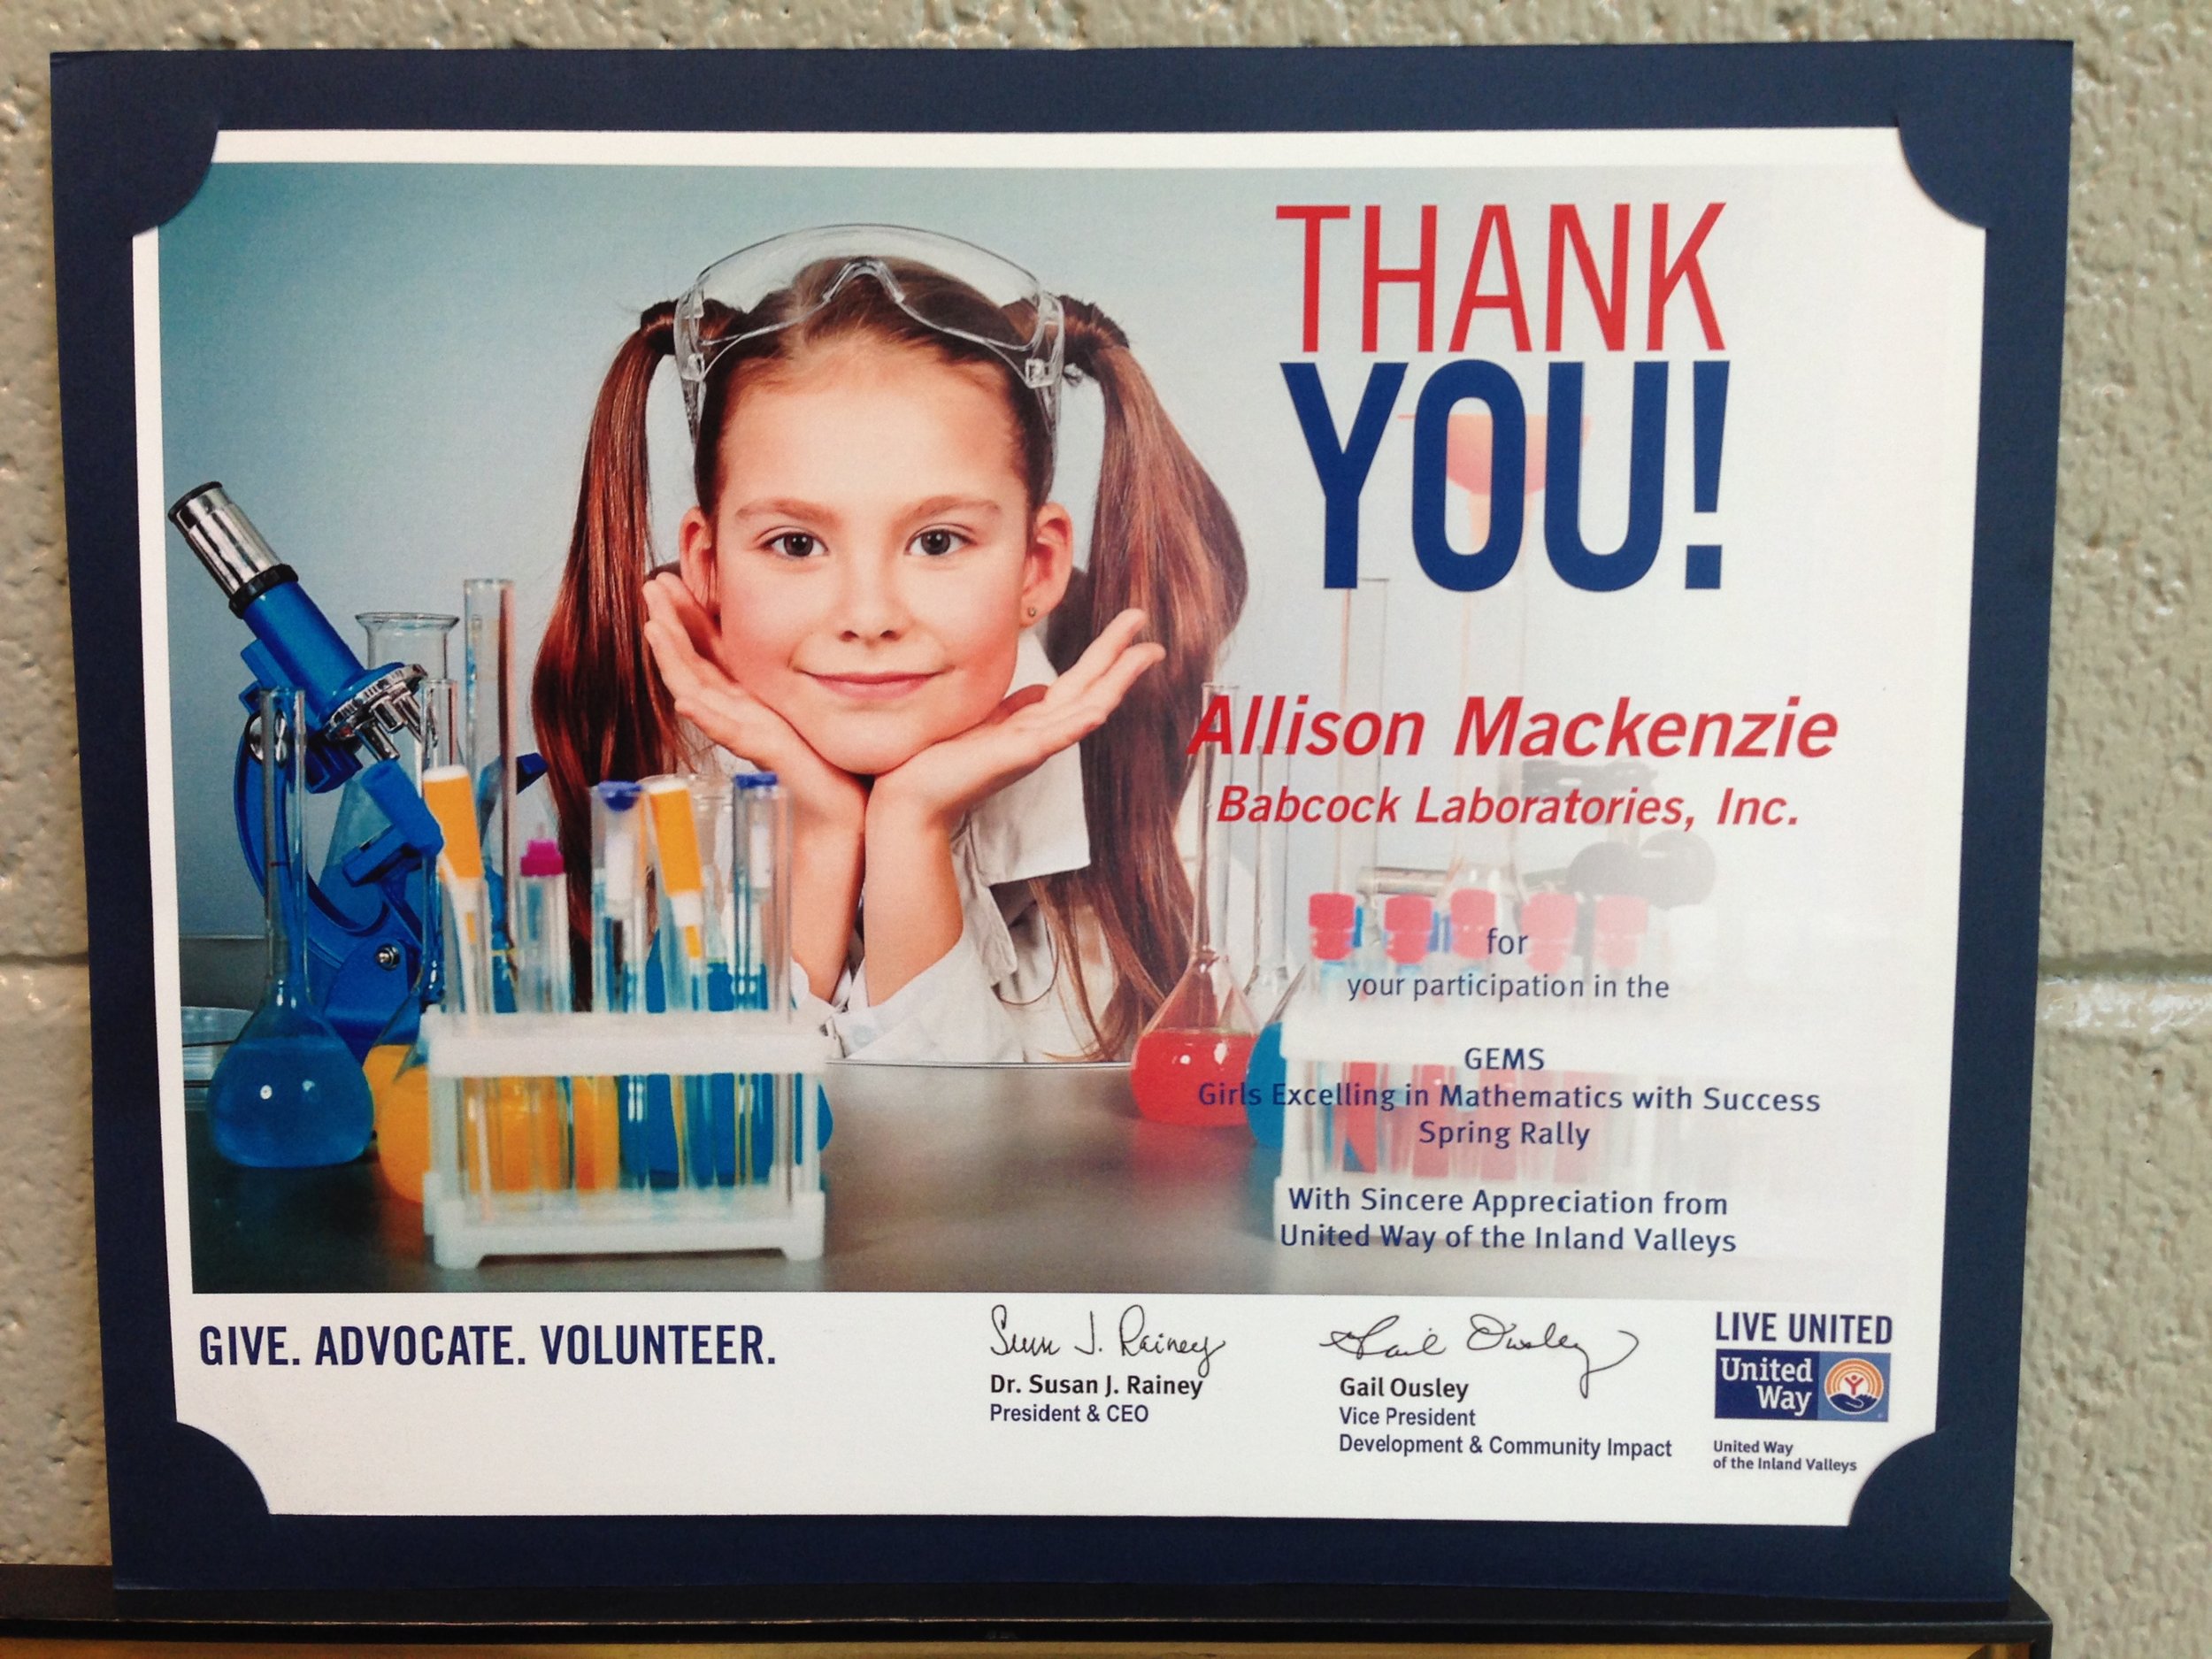 THANK
YOU!
Allison Mackenzie
Babcock Laboratories, Inc.
for
your participation in the
GEMS
Girls Excelling in Mathematics with Success
Spring Rally
With Sincere Appreciation from
United Way of the Inland Valleys
GIVE. ADVOCATE. VOLUNTEER.
Susan J. Rainey
Dr. Susan J. Rainey
President & CEO
Gail Ousley
Gail Ousley
Vice President
Development & Community Impact
LIVE UNITED
United
Way
United Way
of the Inland Valleys